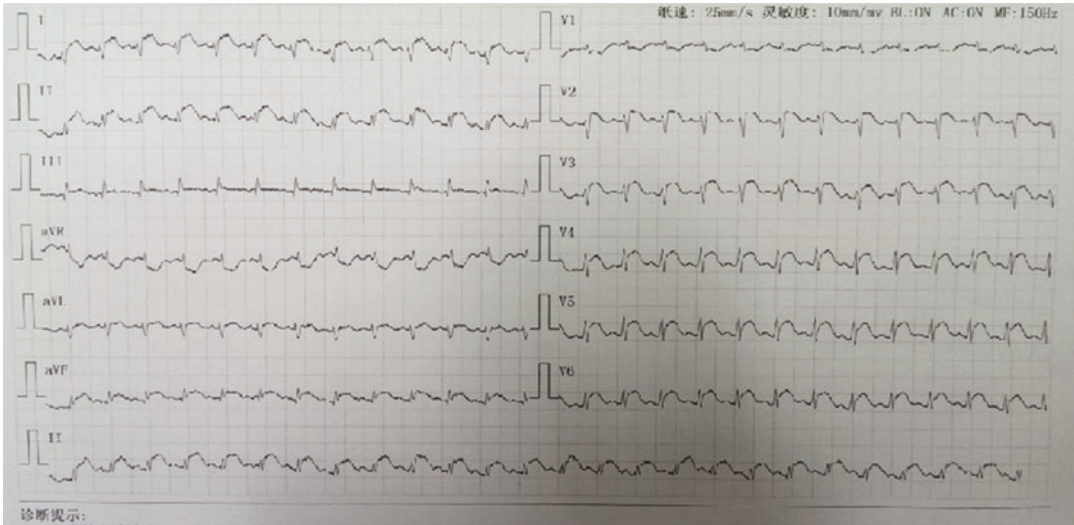 I
V1
纸速: 25mm/s 灵敏度: 10mm/mv BL:ON AC:ON MF:150Hz
II
V2
III
V3
aVR
V4
aVL
V5
aVF
V6
II
诊断提示: